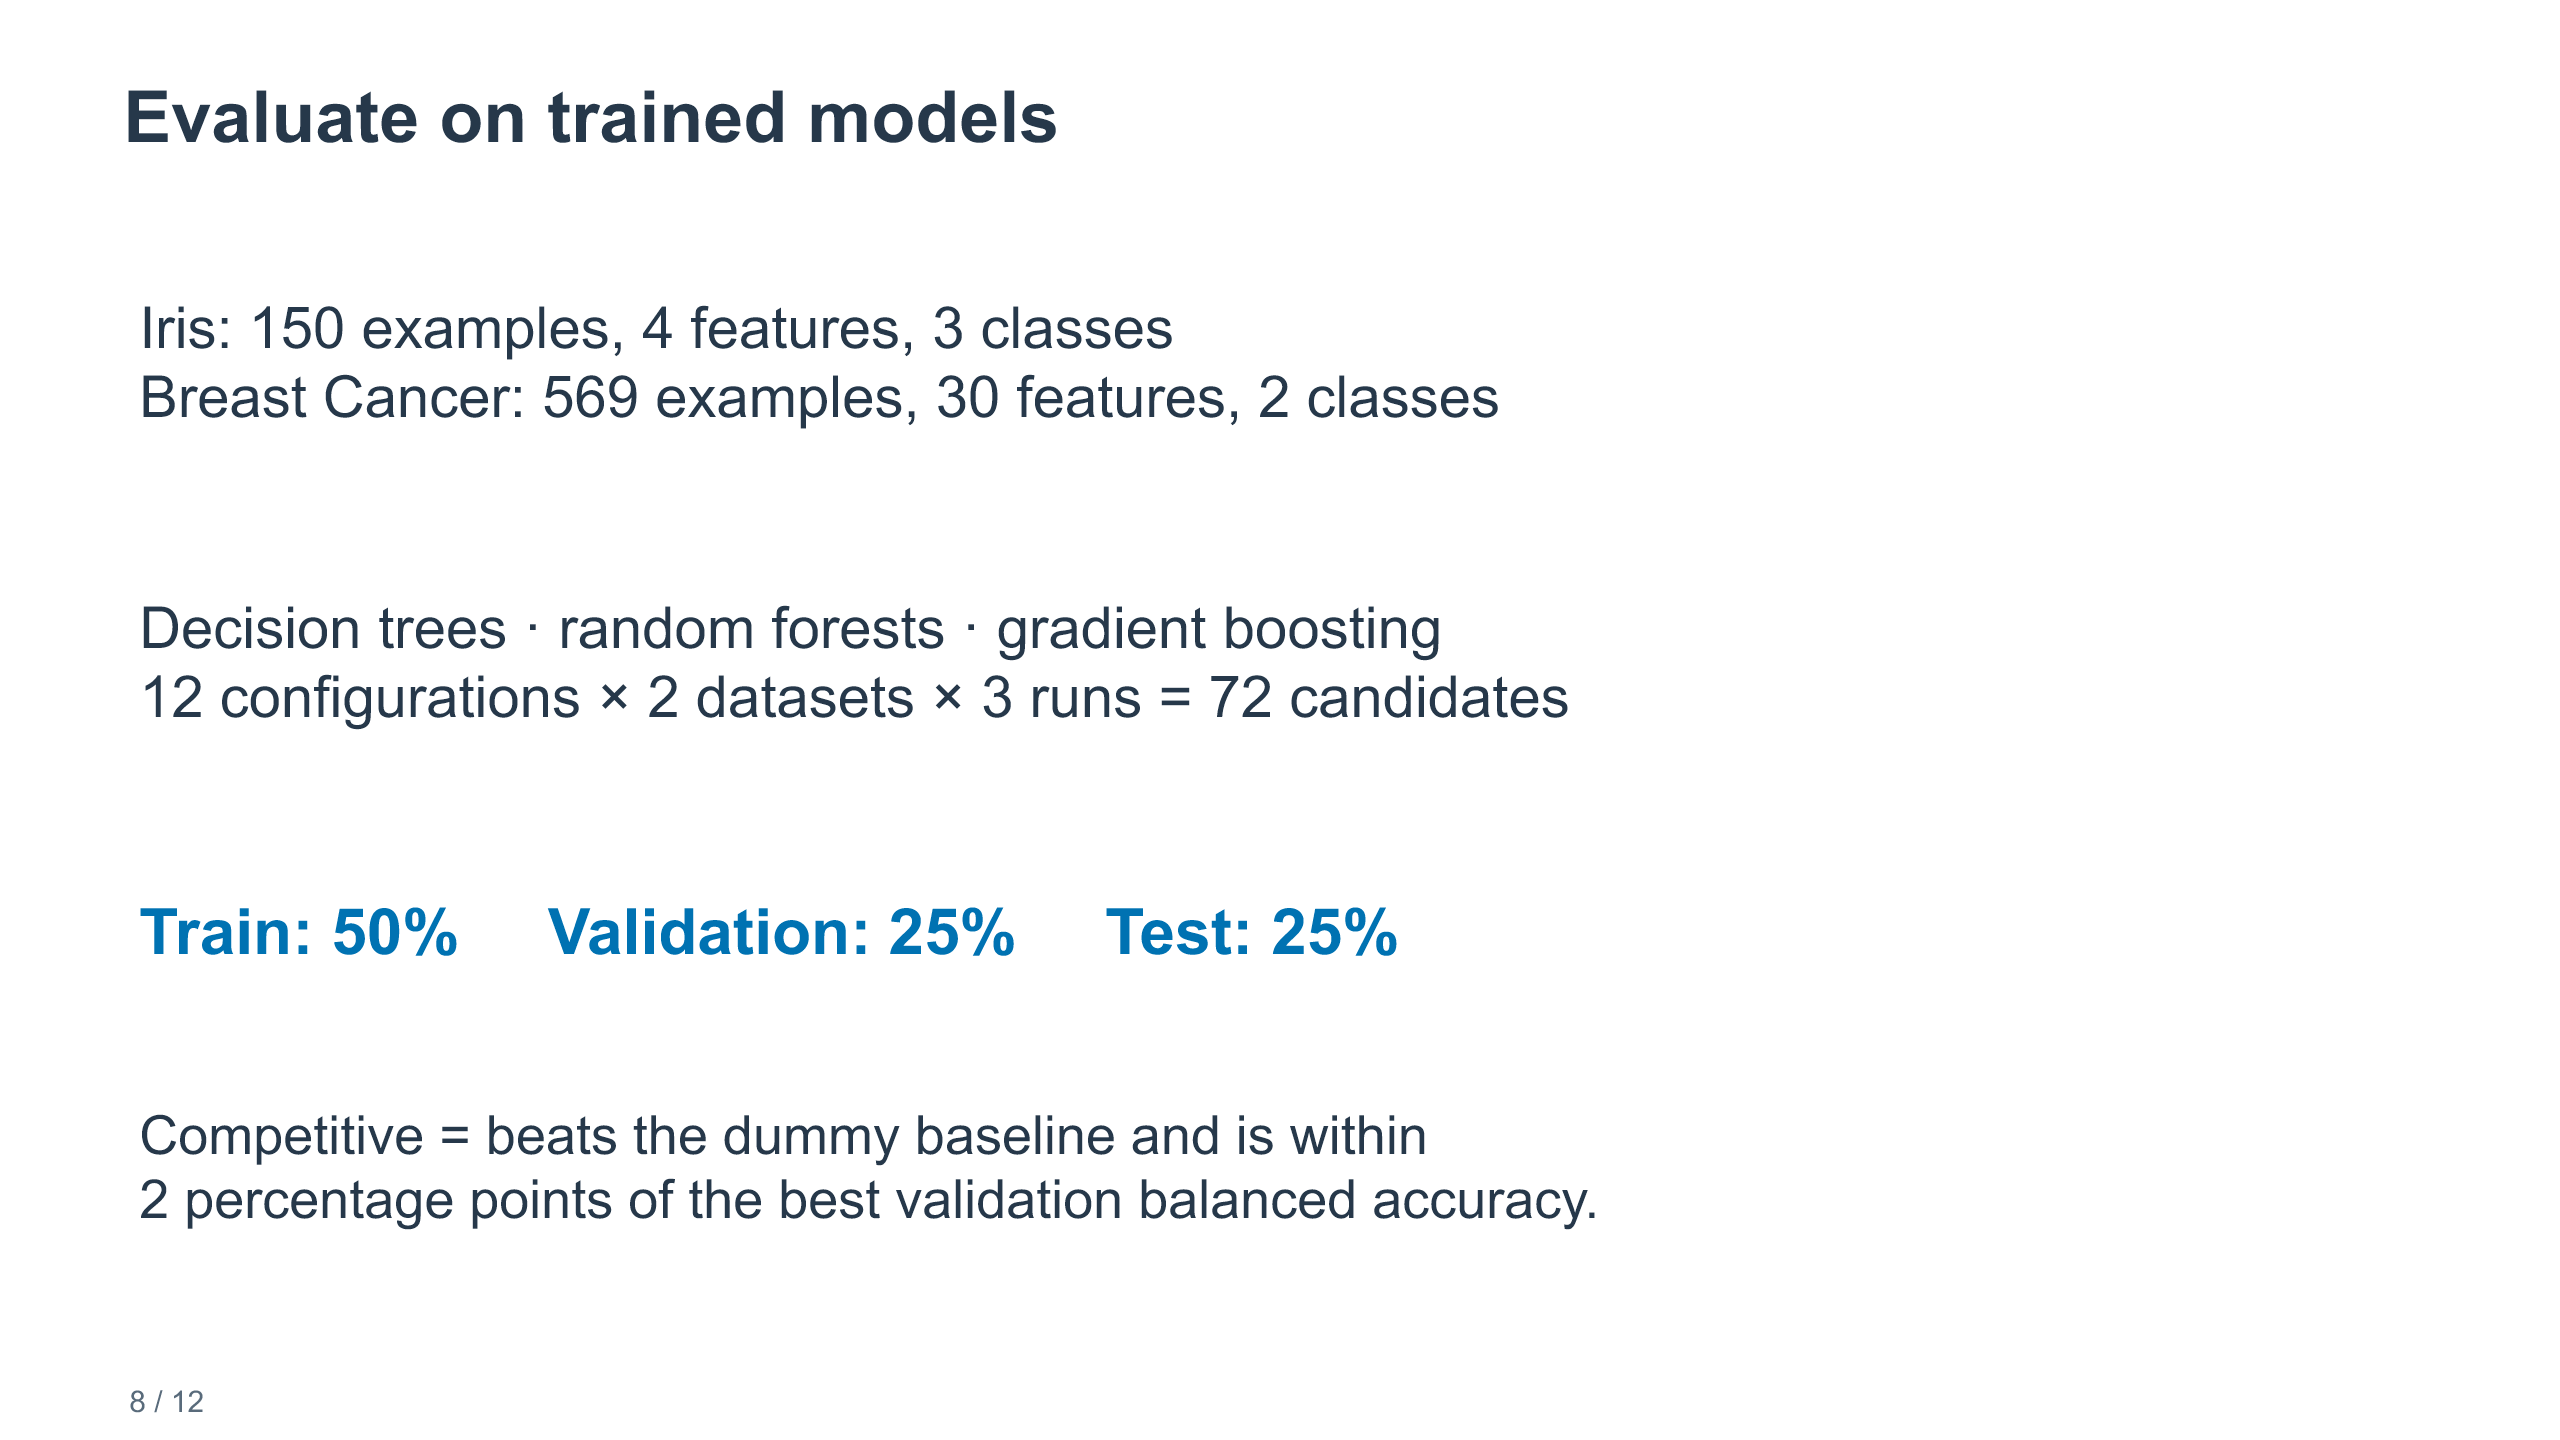 Evaluate on trained models
Iris: 150 examples, 4 features, 3 classes
Breast Cancer: 569 examples, 30 features, 2 classes
Decision trees · random forests · gradient boosting
12 configurations × 2 datasets × 3 runs = 72 candidates
Train: 50% Validation: 25% Test: 25%
Competitive = beats the dummy baseline and is within
2 percentage points of the best validation balanced accuracy.
8 / 12